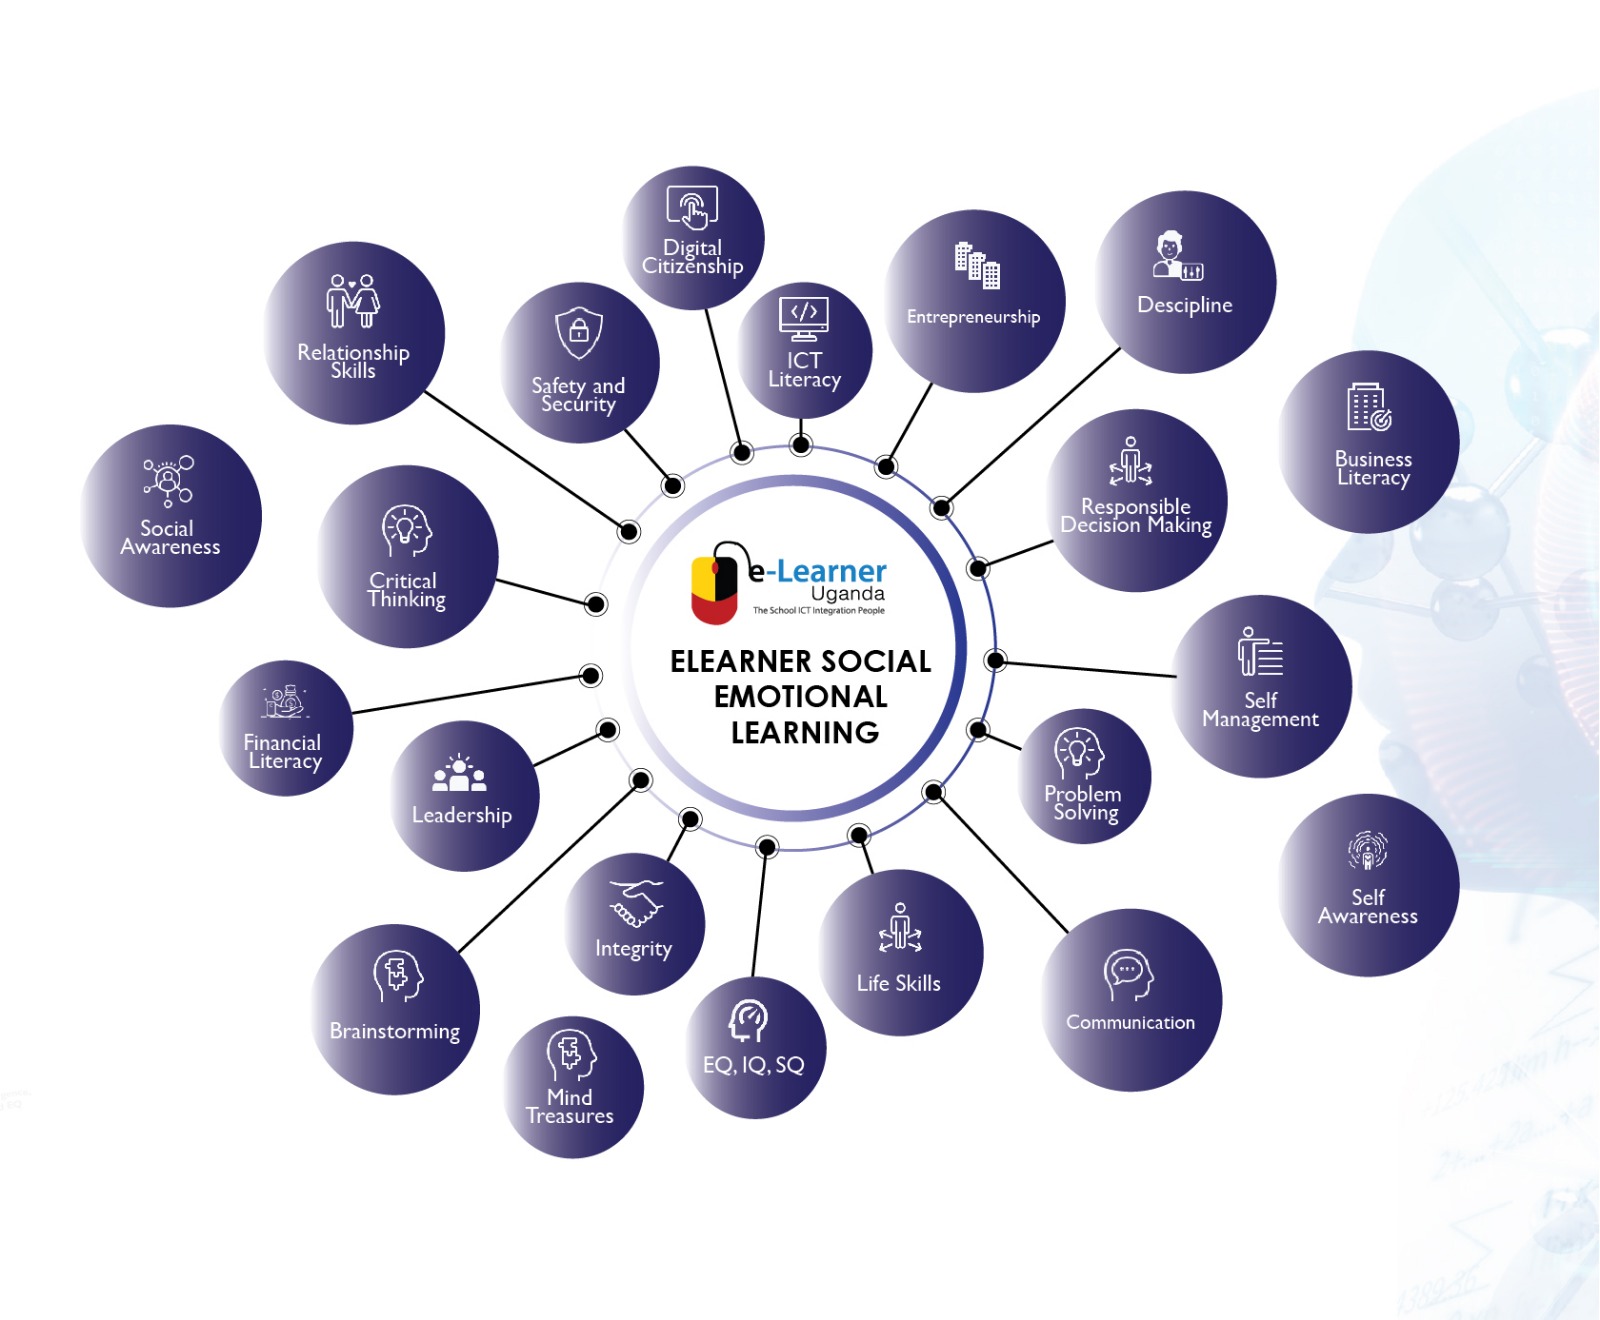 Digital
Citizenship
Relationship
Skills
Safety and
Security
ICT
Literacy
Entrepreneurship
Descipline
Social
Awareness
Critical
Thinking
Responsible
Decision Making
Business
Literacy
e-Learner
Uganda
The School ICT Integration People
ELEARNER SOCIAL
EMOTIONAL
LEARNING
Financial
Literacy
Leadership
Self
Management
Problem
Solving
Self
Awareness
Brainstorming
Integrity
Life Skills
Communication
Mind
Treasures
EQ, IQ, SQ